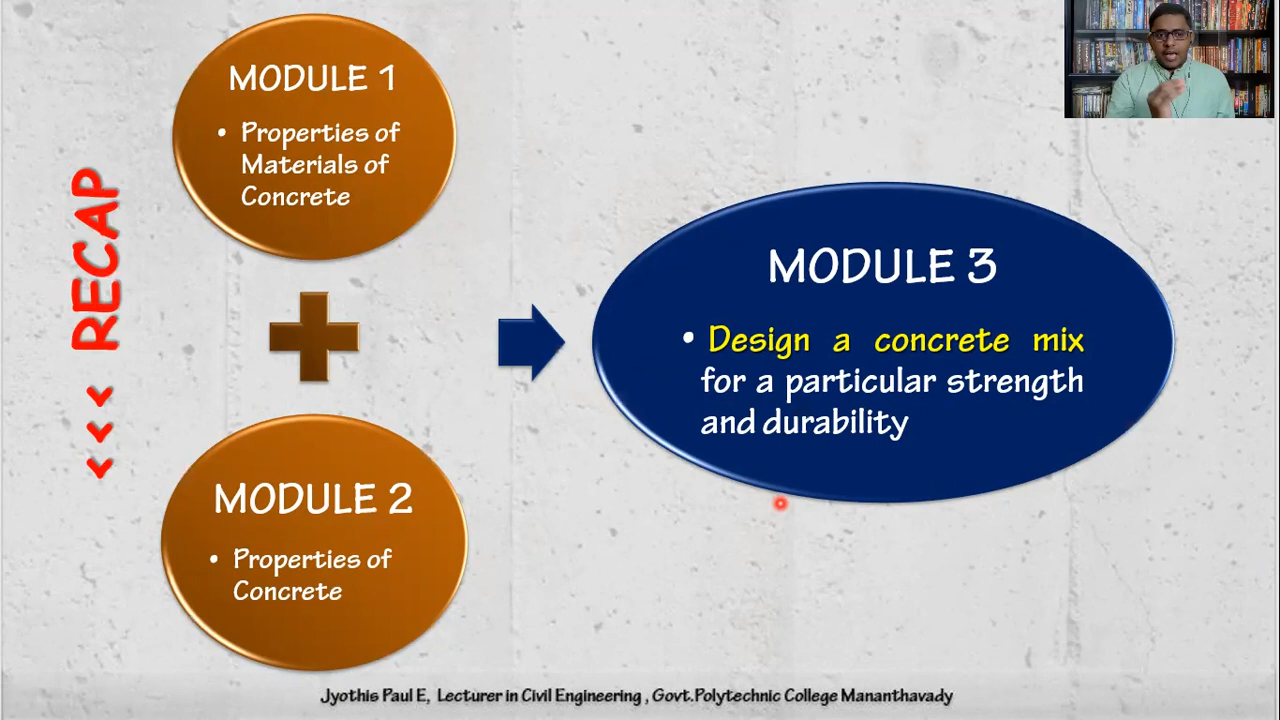 RECAP
<<<
MODULE 1
• Properties of
Materials of
Concrete
MODULE 2
• Properties of
Concrete
MODULE 3
• Design a concrete mix
for a particular strength
and durability
Jyothis Paul E, Lecturer in Civil Engineering , Govt.Polytechnic College Mananthavady